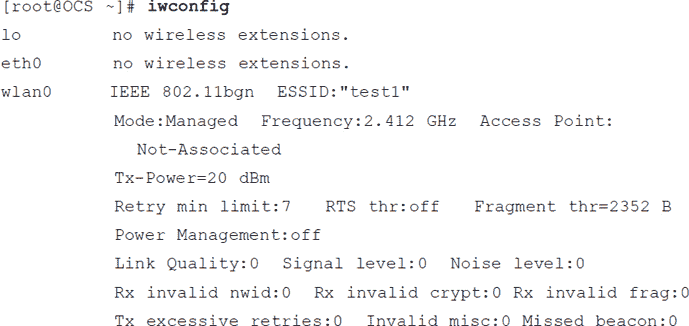 [root@OCS ~]# iwconfig
lo no wireless extensions.
eth0 no wireless extensions.
wlan0 IEEE 802.11bgn ESSID:"test1"
Mode:Managed Frequency:2.412 GHz Access Point:
Not-Associated
Tx-Power=20 dBm
Retry min limit:7 RTS thr:off Fragment thr=2352 B
Power Management:off
Link Quality:0 Signal level:0 Noise level:0
Rx invalid nwid:0 Rx invalid crypt:0 Rx invalid frag:0
Tx excessive retries:0 Invalid misc:0 Missed beacon:0